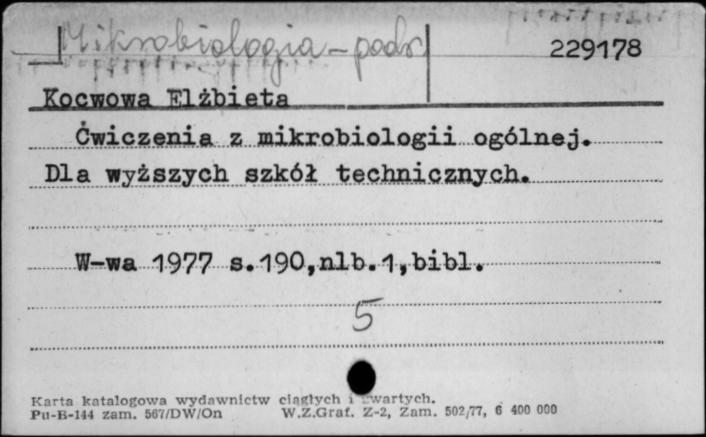 Mikrobiologia - podr 229178
Kocwowa Elżbieta
Ćwiczenia z mikrobiologii ogólnej.
Dla wyższych szkół technicznych.
W-wa 1977 s.190,nlb.1,bibl.
5
Karta katalogowa wydawnictw ciągłych i zwartych.
Pu-B-144 zam. 567/DW/On W.Z.Graf. Z-2, Zam. 502/77, 6 400 000